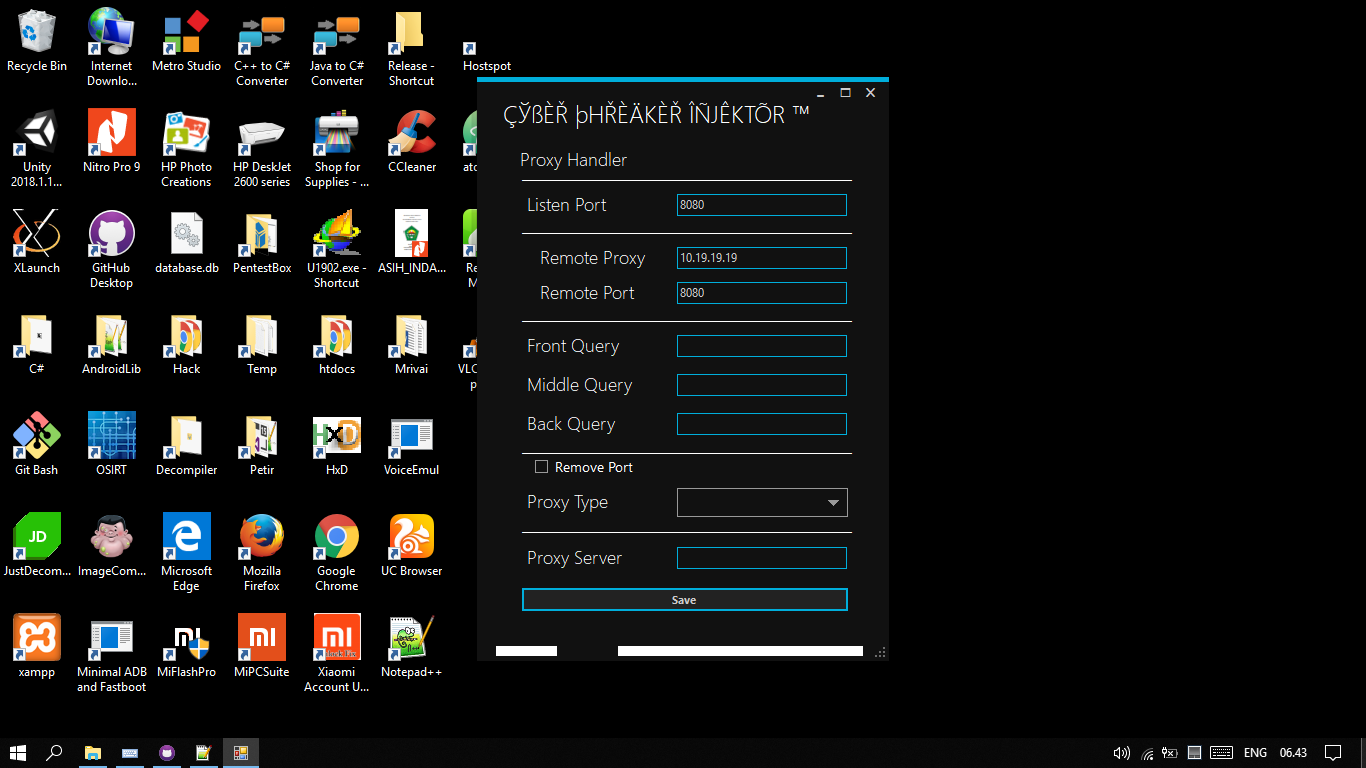 Recycle Bin
Internet
Downlo...
Metro Studio
C++ to C#
Converter
Java to C#
Converter
Release -
Shortcut
Hostspot
Unity
2018.1.1...
Nitro Pro 9
HP Photo
Creations
HP DeskJet
2600 series
Shop for
Supplies - ...
CCleaner
XLaunch
GitHub
Desktop
database.db
PentestBox
U1902.exe -
Shortcut
ASIH_INDA...
C#
AndroidLib
Hack
Temp
htdocs
Mrivai
VLC
Git Bash
OSIRT
Decompiler
Petir
HxD
HxD
VoiceEmul
JD
JustDecom...
ImageCom...
Microsoft
Edge
Mozilla
Firefox
Google
Chrome
UC Browser
xampp
Minimal ADB
and Fastboot
MiFlashPro
MiPCSuite
Xiaomi
Account U...
Notepad++
ÇЎßÈŘ þHŘÈÄKÈŘ ÎÑJÊKTÕR ™
Proxy Handler
Listen Port
8080
Remote Proxy
10.19.19.19
Remote Port
8080
Front Query
Middle Query
Back Query
Remove Port
Proxy Type
Proxy Server
Save
ENG
06.43